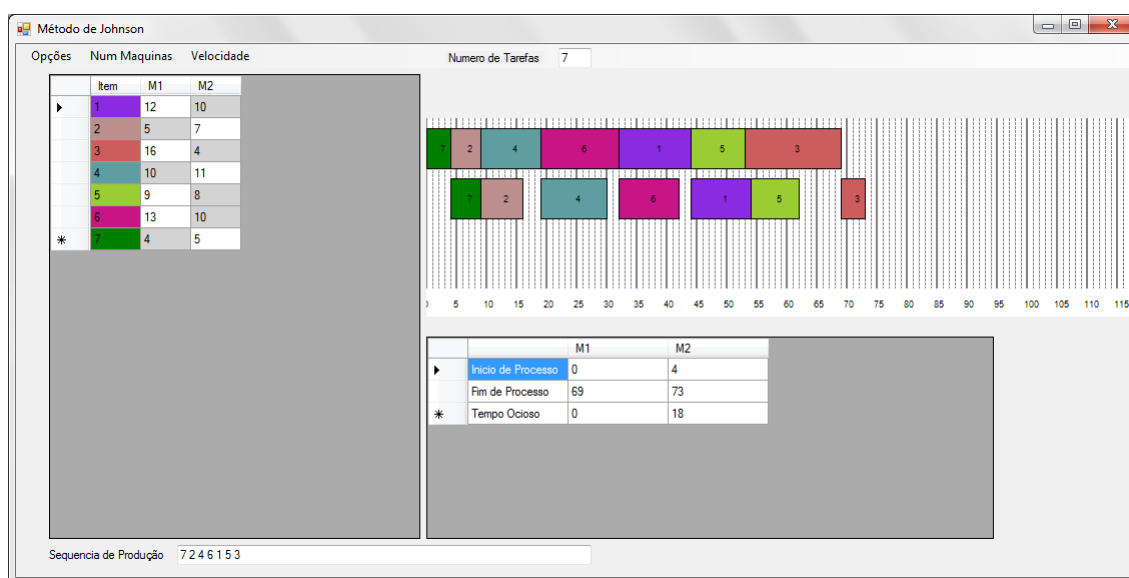 Método de Johnson
Opções Num Maquinas Velocidade
Numero de Tarefas 7
Item M1 M2
1 12 10
2 5 7
3 16 4
4 10 11
5 9 8
6 13 10
7 4 5
7 2 4 6 1 5 3
7 2 4 6 1 5 3
0 5 10 15 20 25 30 35 40 45 50 55 60 65 70 75 80 85 90 95 100 105 110 115
M1 M2
Inicio de Processo 0 4
Fim de Processo 69 73
Tempo Ocioso 0 18
Sequencia de Produção 7 2 4 6 1 5 3